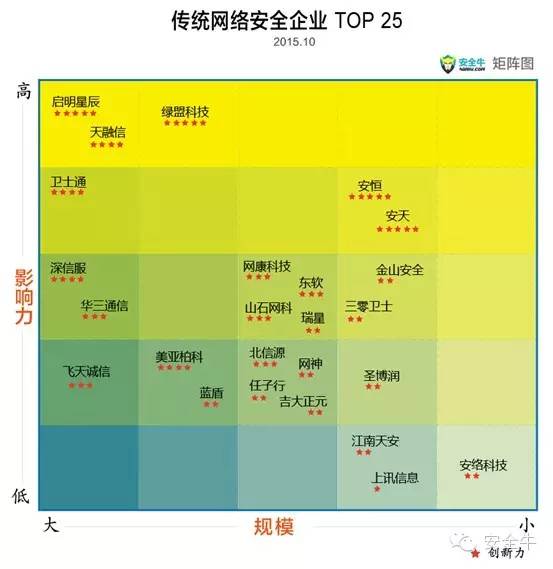 传统网络安全企业 TOP 25
2015.10
安全牛
矩阵图
高
启明星辰
绿盟科技
天融信
卫士通
安恒
安天
影响力
深信服
网康科技
金山安全
东软
华三通信
山石网科
三零卫士
瑞星
飞天诚信
美亚柏科
北信源
网神
圣博润
蓝盾
任子行
吉大正元
江南天安
安络科技
上讯信息
低
大
规模
小
安全牛
创新力